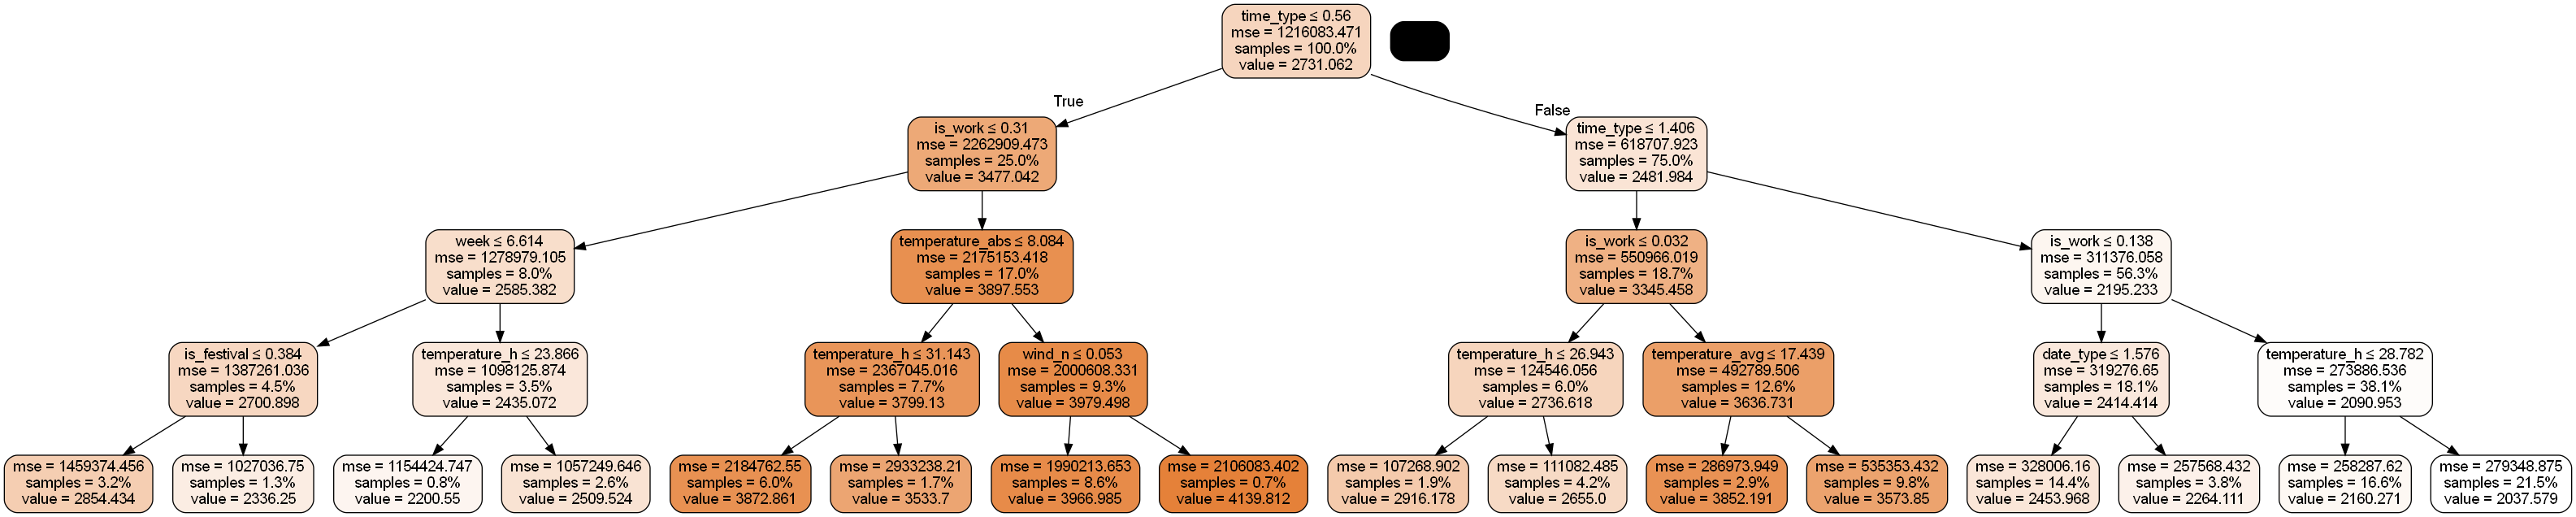 time_type ≤ 0.56
mse = 1216083.471
samples = 100.0%
value = 2731.062
True
False
is_work ≤ 0.31
mse = 2262909.473
samples = 25.0%
value = 3477.042
time_type ≤ 1.406
mse = 618707.923
samples = 75.0%
value = 2481.984
week ≤ 6.614
mse = 1278979.105
samples = 8.0%
value = 2585.382
temperature_abs ≤ 8.084
mse = 2175153.418
samples = 17.0%
value = 3897.553
is_work ≤ 0.032
mse = 550966.019
samples = 18.7%
value = 3345.458
is_work ≤ 0.138
mse = 311376.058
samples = 56.3%
value = 2195.233
is_festival ≤ 0.384
mse = 1387261.036
samples = 4.5%
value = 2700.898
temperature_h ≤ 23.866
mse = 1098125.874
samples = 3.5%
value = 2435.072
temperature_h ≤ 31.143
mse = 2367045.016
samples = 7.7%
value = 3799.13
wind_n ≤ 0.053
mse = 2000608.331
samples = 9.3%
value = 3979.498
temperature_h ≤ 26.943
mse = 124546.056
samples = 6.0%
value = 2736.618
temperature_avg ≤ 17.439
mse = 492789.506
samples = 12.6%
value = 3636.731
date_type ≤ 1.576
mse = 319276.65
samples = 18.1%
value = 2414.414
temperature_h ≤ 28.782
mse = 273886.536
samples = 38.1%
value = 2090.953
mse = 1459374.456
samples = 3.2%
value = 2854.434
mse = 1027036.75
samples = 1.3%
value = 2336.25
mse = 1154424.747
samples = 0.8%
value = 2200.55
mse = 1057249.646
samples = 2.6%
value = 2509.524
mse = 2184762.55
samples = 6.0%
value = 3872.861
mse = 2933238.21
samples = 1.7%
value = 3533.7
mse = 1990213.653
samples = 8.6%
value = 3966.985
mse = 2106083.402
samples = 0.7%
value = 4139.812
mse = 107268.902
samples = 1.9%
value = 2916.178
mse = 111082.485
samples = 4.2%
value = 2655.0
mse = 286973.949
samples = 2.9%
value = 3852.191
mse = 535353.432
samples = 9.8%
value = 3573.85
mse = 328006.16
samples = 14.4%
value = 2453.968
mse = 257568.432
samples = 3.8%
value = 2264.111
mse = 258287.62
samples = 16.6%
value = 2160.271
mse = 279348.875
samples = 21.5%
value = 2037.579